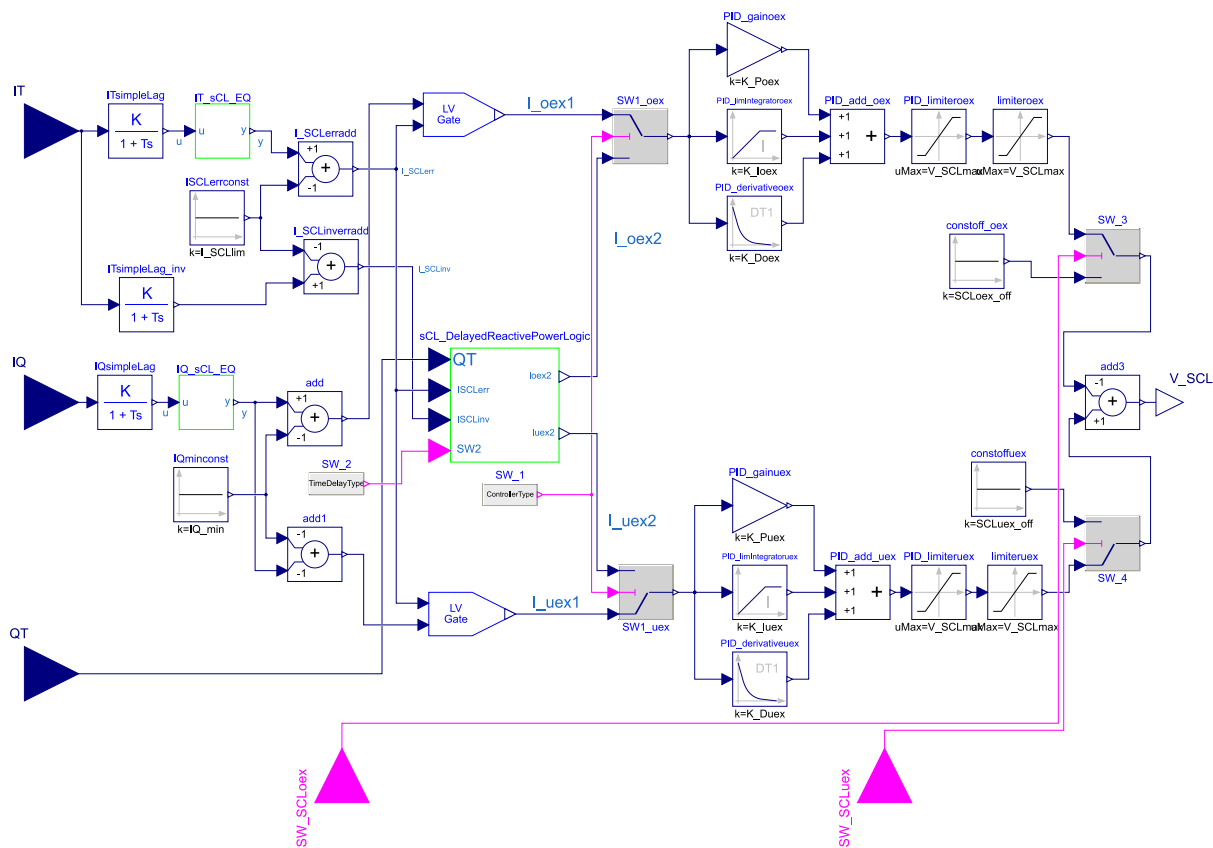 PID_gainoex
k=K_Poex
IT
ITsimpleLag
K
1 + Ts
u
IT_sCL_EQ
u
y
y
LV
Gate
I_oex1
SW1_oex
PID_limIntegratoroex
I
k=K_Ioex
PID_add_oex
+1
+1
+1
+
PID_limiteroex
uMax=V_SCLmax
limiteroex
uMax=V_SCLmax
I_SCLerradd
+1
-1
+
I_SCLerr
ISCLerrconst
k=I_SCLlim
PID_derivativeoex
DT1
k=K_Doex
I_SCLinverradd
-1
+1
+
I_SCLinv
I_oex2
constoff_oex
k=SCLoex_off
SW_3
ITsimpleLag_inv
K
1 + Ts
sCL_DelayedReactivePowerLogic
QT
ISCLerr
ISCLinv
SW2
Ioex2
Iuex2
IQ
IQsimpleLag
K
1 + Ts
u
IQ_sCL_EQ
u
y
y
add
+1
-1
+
add3
-1
+1
+
V_SCL
IQminconst
k=IQ_min
SW_2
TimeDelayType
SW_1
ControllerType
PID_gainuex
k=K_Puex
constoffuex
k=SCLuex_off
add1
-1
-1
+
I_uex2
LV
Gate
I_uex1
SW1_uex
PID_limIntegratoruex
I
k=K_Iuex
PID_add_uex
+1
+1
+1
+
PID_limiteruex
uMax=V_SCLmax
limiteruex
uMax=V_SCLmax
SW_4
QT
PID_derivativeuex
DT1
k=K_Duex
SW_SCLoex
SW_SCLuex